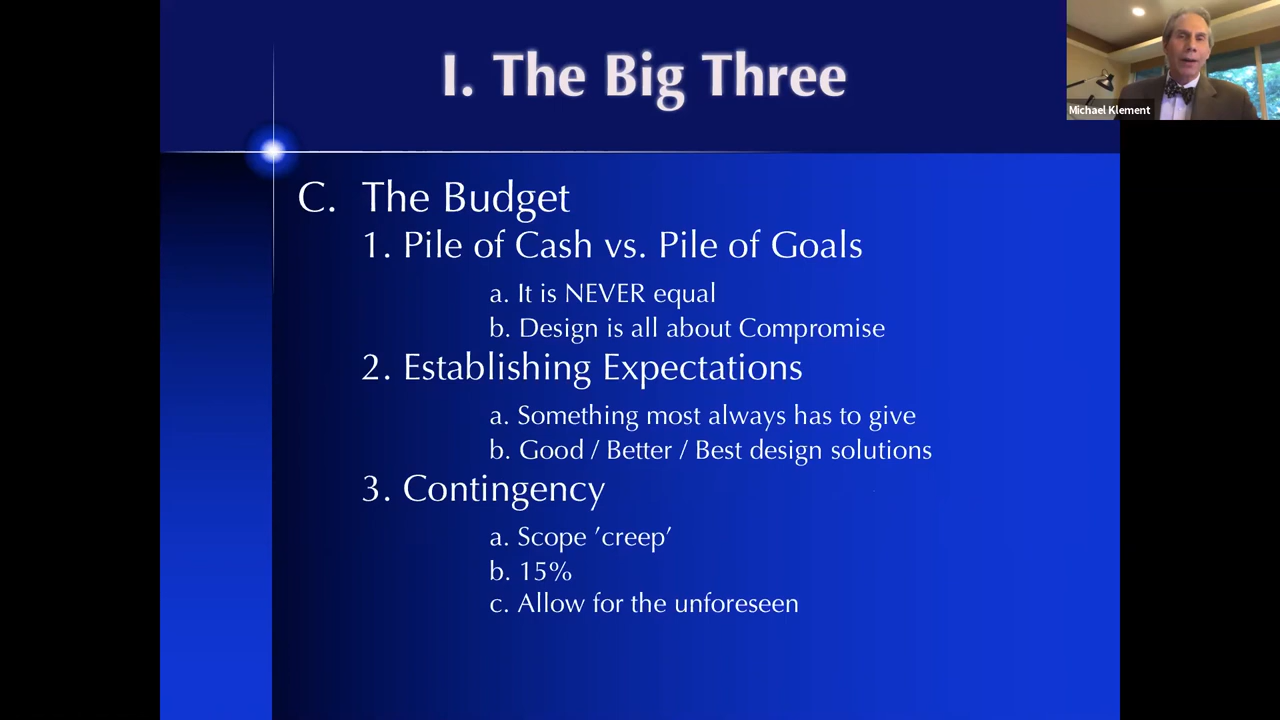 I. The Big Three
Michael Klement
C. The Budget
1. Pile of Cash vs. Pile of Goals
a. It is NEVER equal
b. Design is all about Compromise
2. Establishing Expectations
a. Something most always has to give
b. Good / Better / Best design solutions
3. Contingency
a. Scope ’creep’
b. 15%
c. Allow for the unforeseen